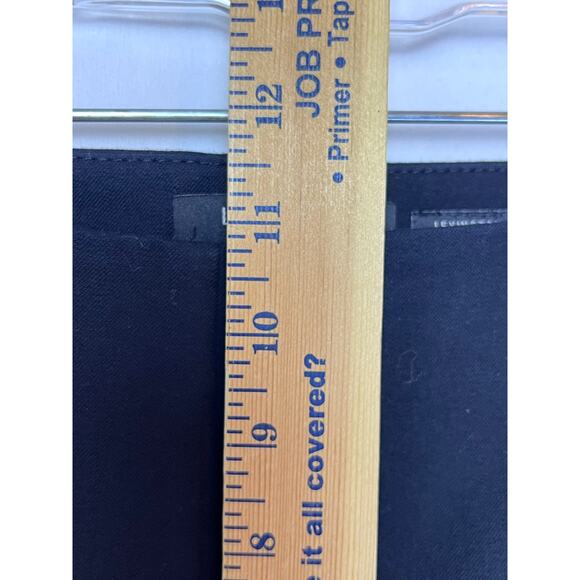 12
11
10
9
8
JOB PR
• Primer • Tap
e it all covered?